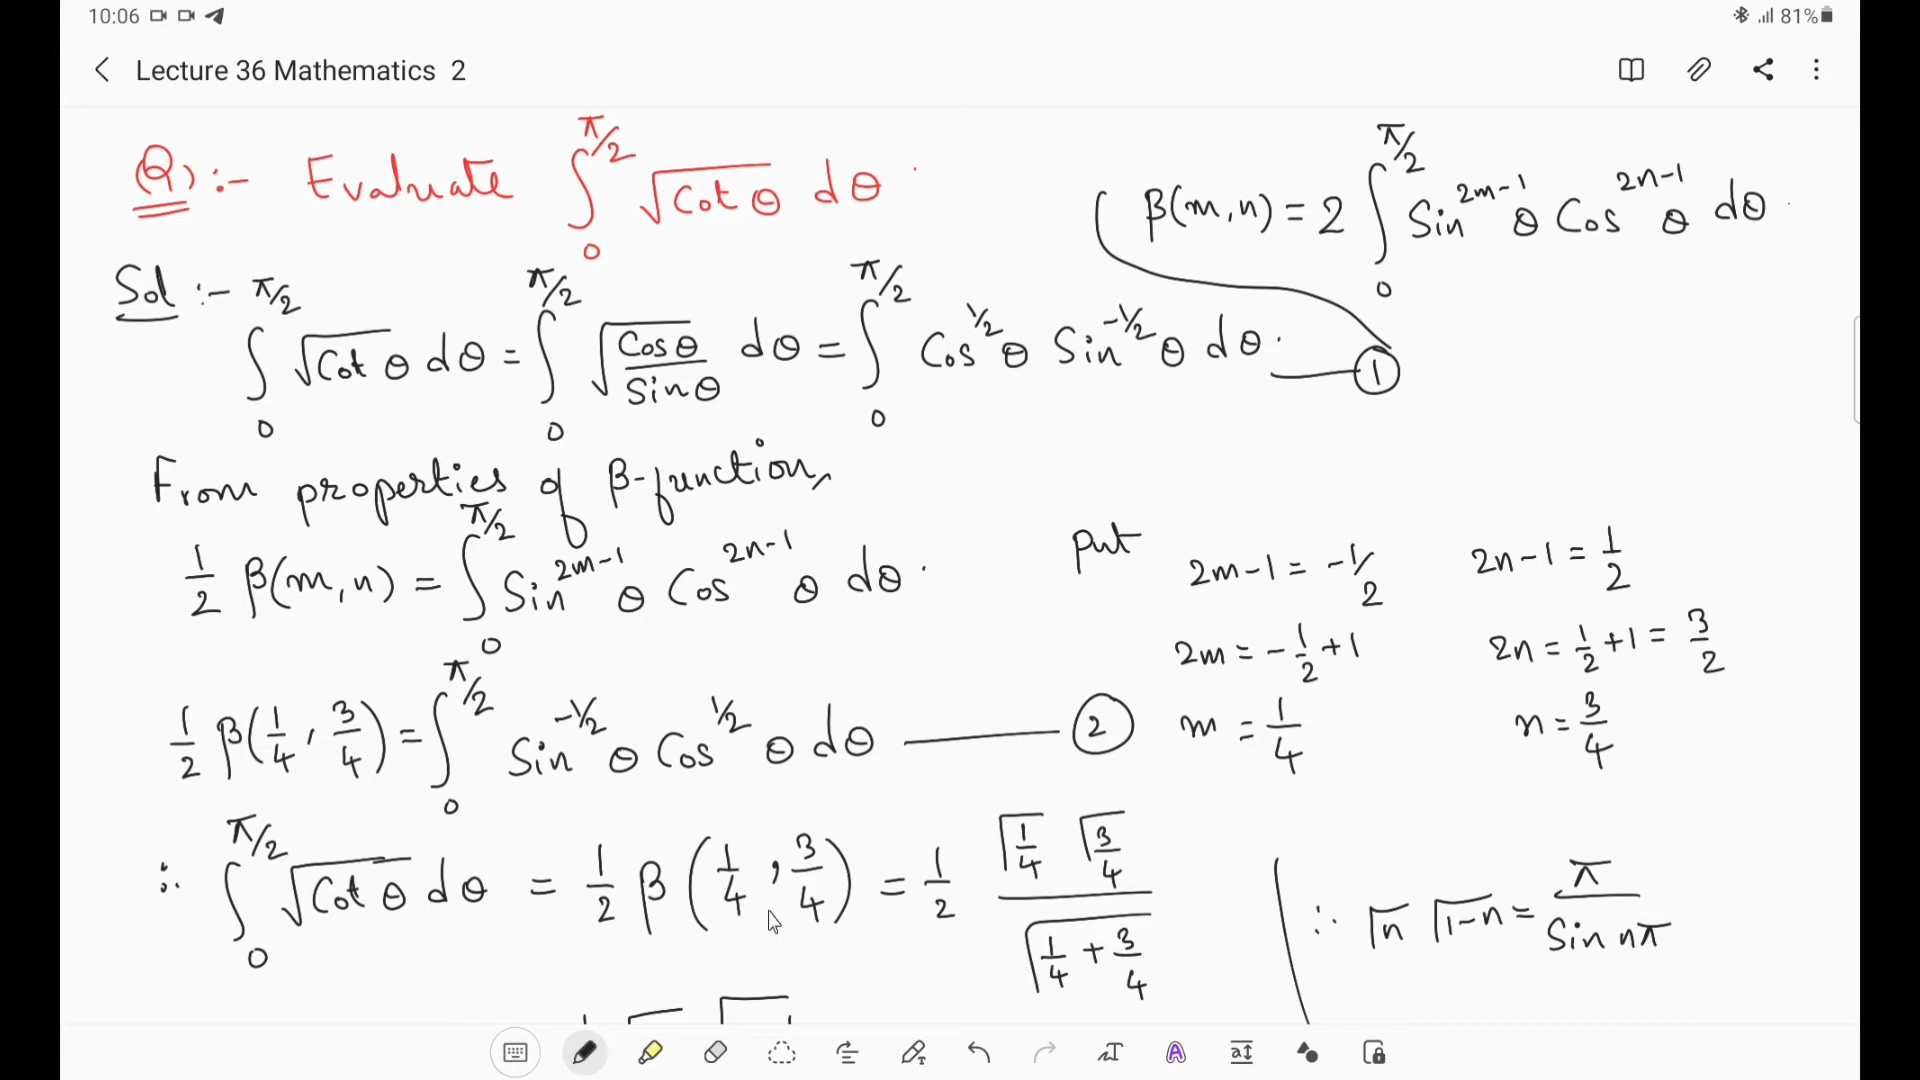 10:06
81%
Lecture 36 Mathematics 2
Q :- Evaluate ∫₀^{π/2} √(Cot θ) dθ
β(m,n) = 2 ∫₀^{π/2} Sin^{2m-1} θ Cos^{2n-1} θ dθ
Sol :- ∫₀^{π/2} √(Cot θ) dθ = ∫₀^{π/2} √(Cosθ/Sinθ) dθ = ∫₀^{π/2} Cos^{1/2} θ Sin^{-1/2} θ dθ. — ①
From properties of β-function,
1/2 β(m,n) = ∫₀^{π/2} Sin^{2m-1} θ Cos^{2n-1} θ dθ.
Put 2m-1 = -1/2 2n-1 = 1/2
2m = -1/2 + 1 2n = 1/2 + 1 = 3/2
m = 1/4 n = 3/4
1/2 β(1/4, 3/4) = ∫₀^{π/2} Sin^{-1/2} θ Cos^{1/2} θ dθ — ②
∴ ∫₀^{π/2} √(Cot θ) dθ = 1/2 β(1/4, 3/4) = 1/2 (Γ1/4 Γ3/4)/(Γ(1/4 + 3/4))
∴ Γn Γ1-n = π/(Sin nπ)